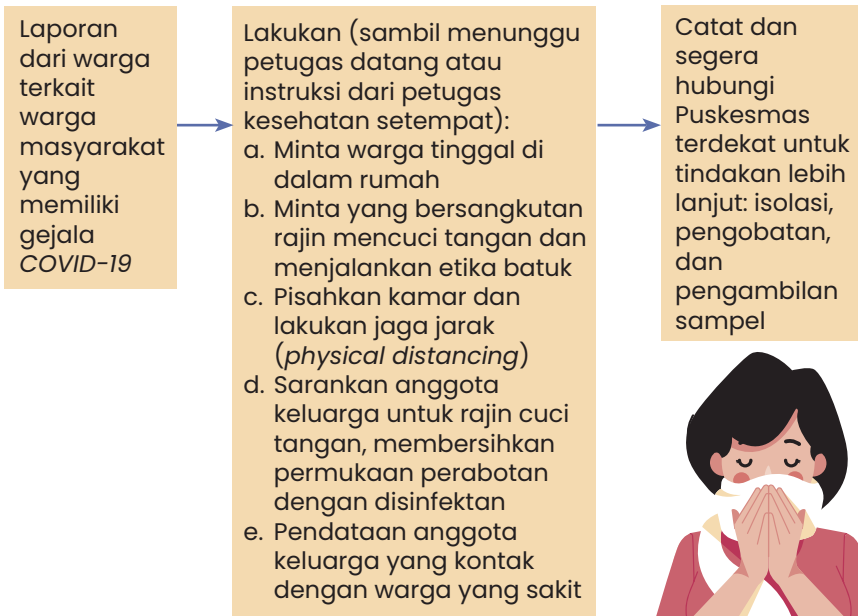 Laporan
dari warga
terkait
warga
masyarakat
yang
memiliki
gejala
COVID-19
Lakukan (sambil menunggu
petugas datang atau
instruksi dari petugas
kesehatan setempat):
a. Minta warga tinggal di
dalam rumah
b. Minta yang bersangkutan
rajin mencuci tangan dan
menjalankan etika batuk
c. Pisahkan kamar dan
lakukan jaga jarak
(physical distancing)
d. Sarankan anggota
keluarga untuk rajin cuci
tangan, membersihkan
permukaan perabotan
dengan disinfektan
e. Pendataan anggota
keluarga yang kontak
dengan warga yang sakit
Catat dan
segera
hubungi
Puskesmas
terdekat untuk
tindakan lebih
lanjut: isolasi,
pengobatan,
dan
pengambilan
sampel